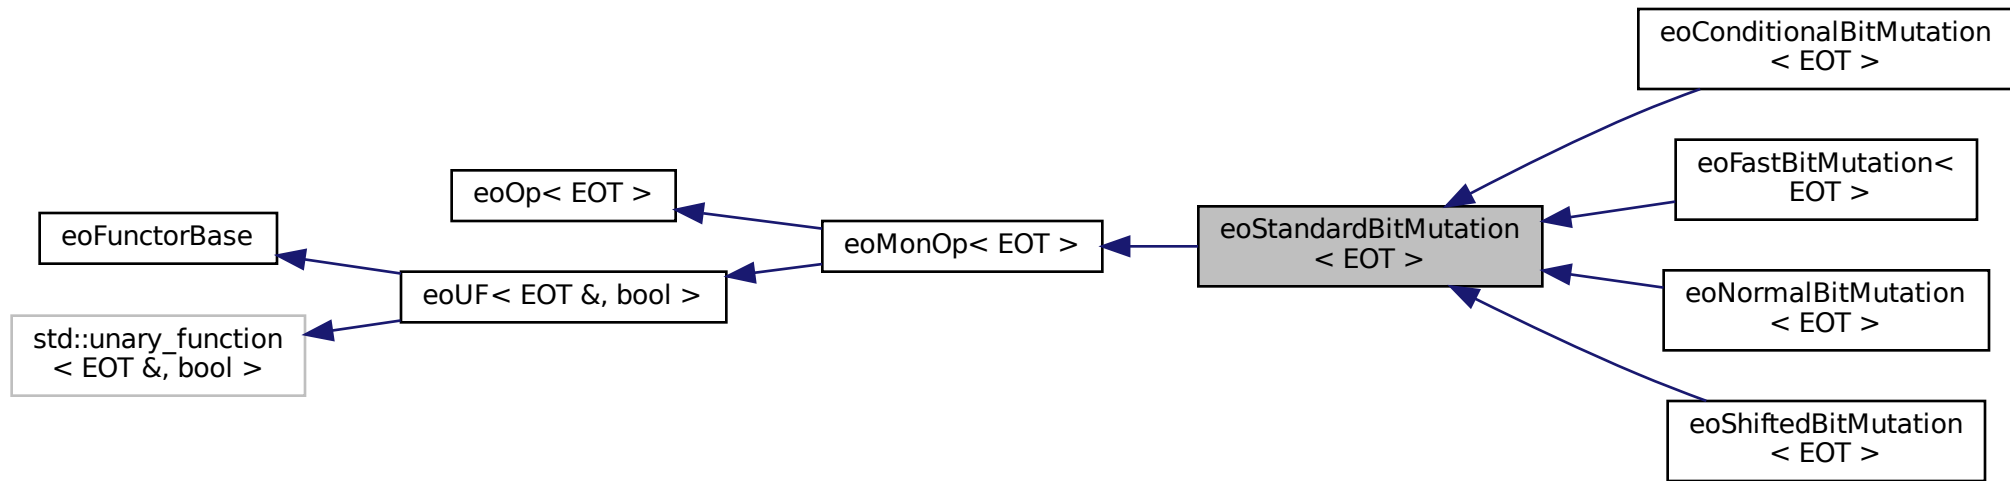 eoConditionalBitMutation
< EOT >
eoFastBitMutation<
EOT >
eoOp< EOT >
eoFunctorBase
eoMonOp< EOT >
eoStandardBitMutation
< EOT >
eoUF< EOT &, bool >
eoNormalBitMutation
< EOT >
std::unary_function
< EOT &, bool >
eoShiftedBitMutation
< EOT >